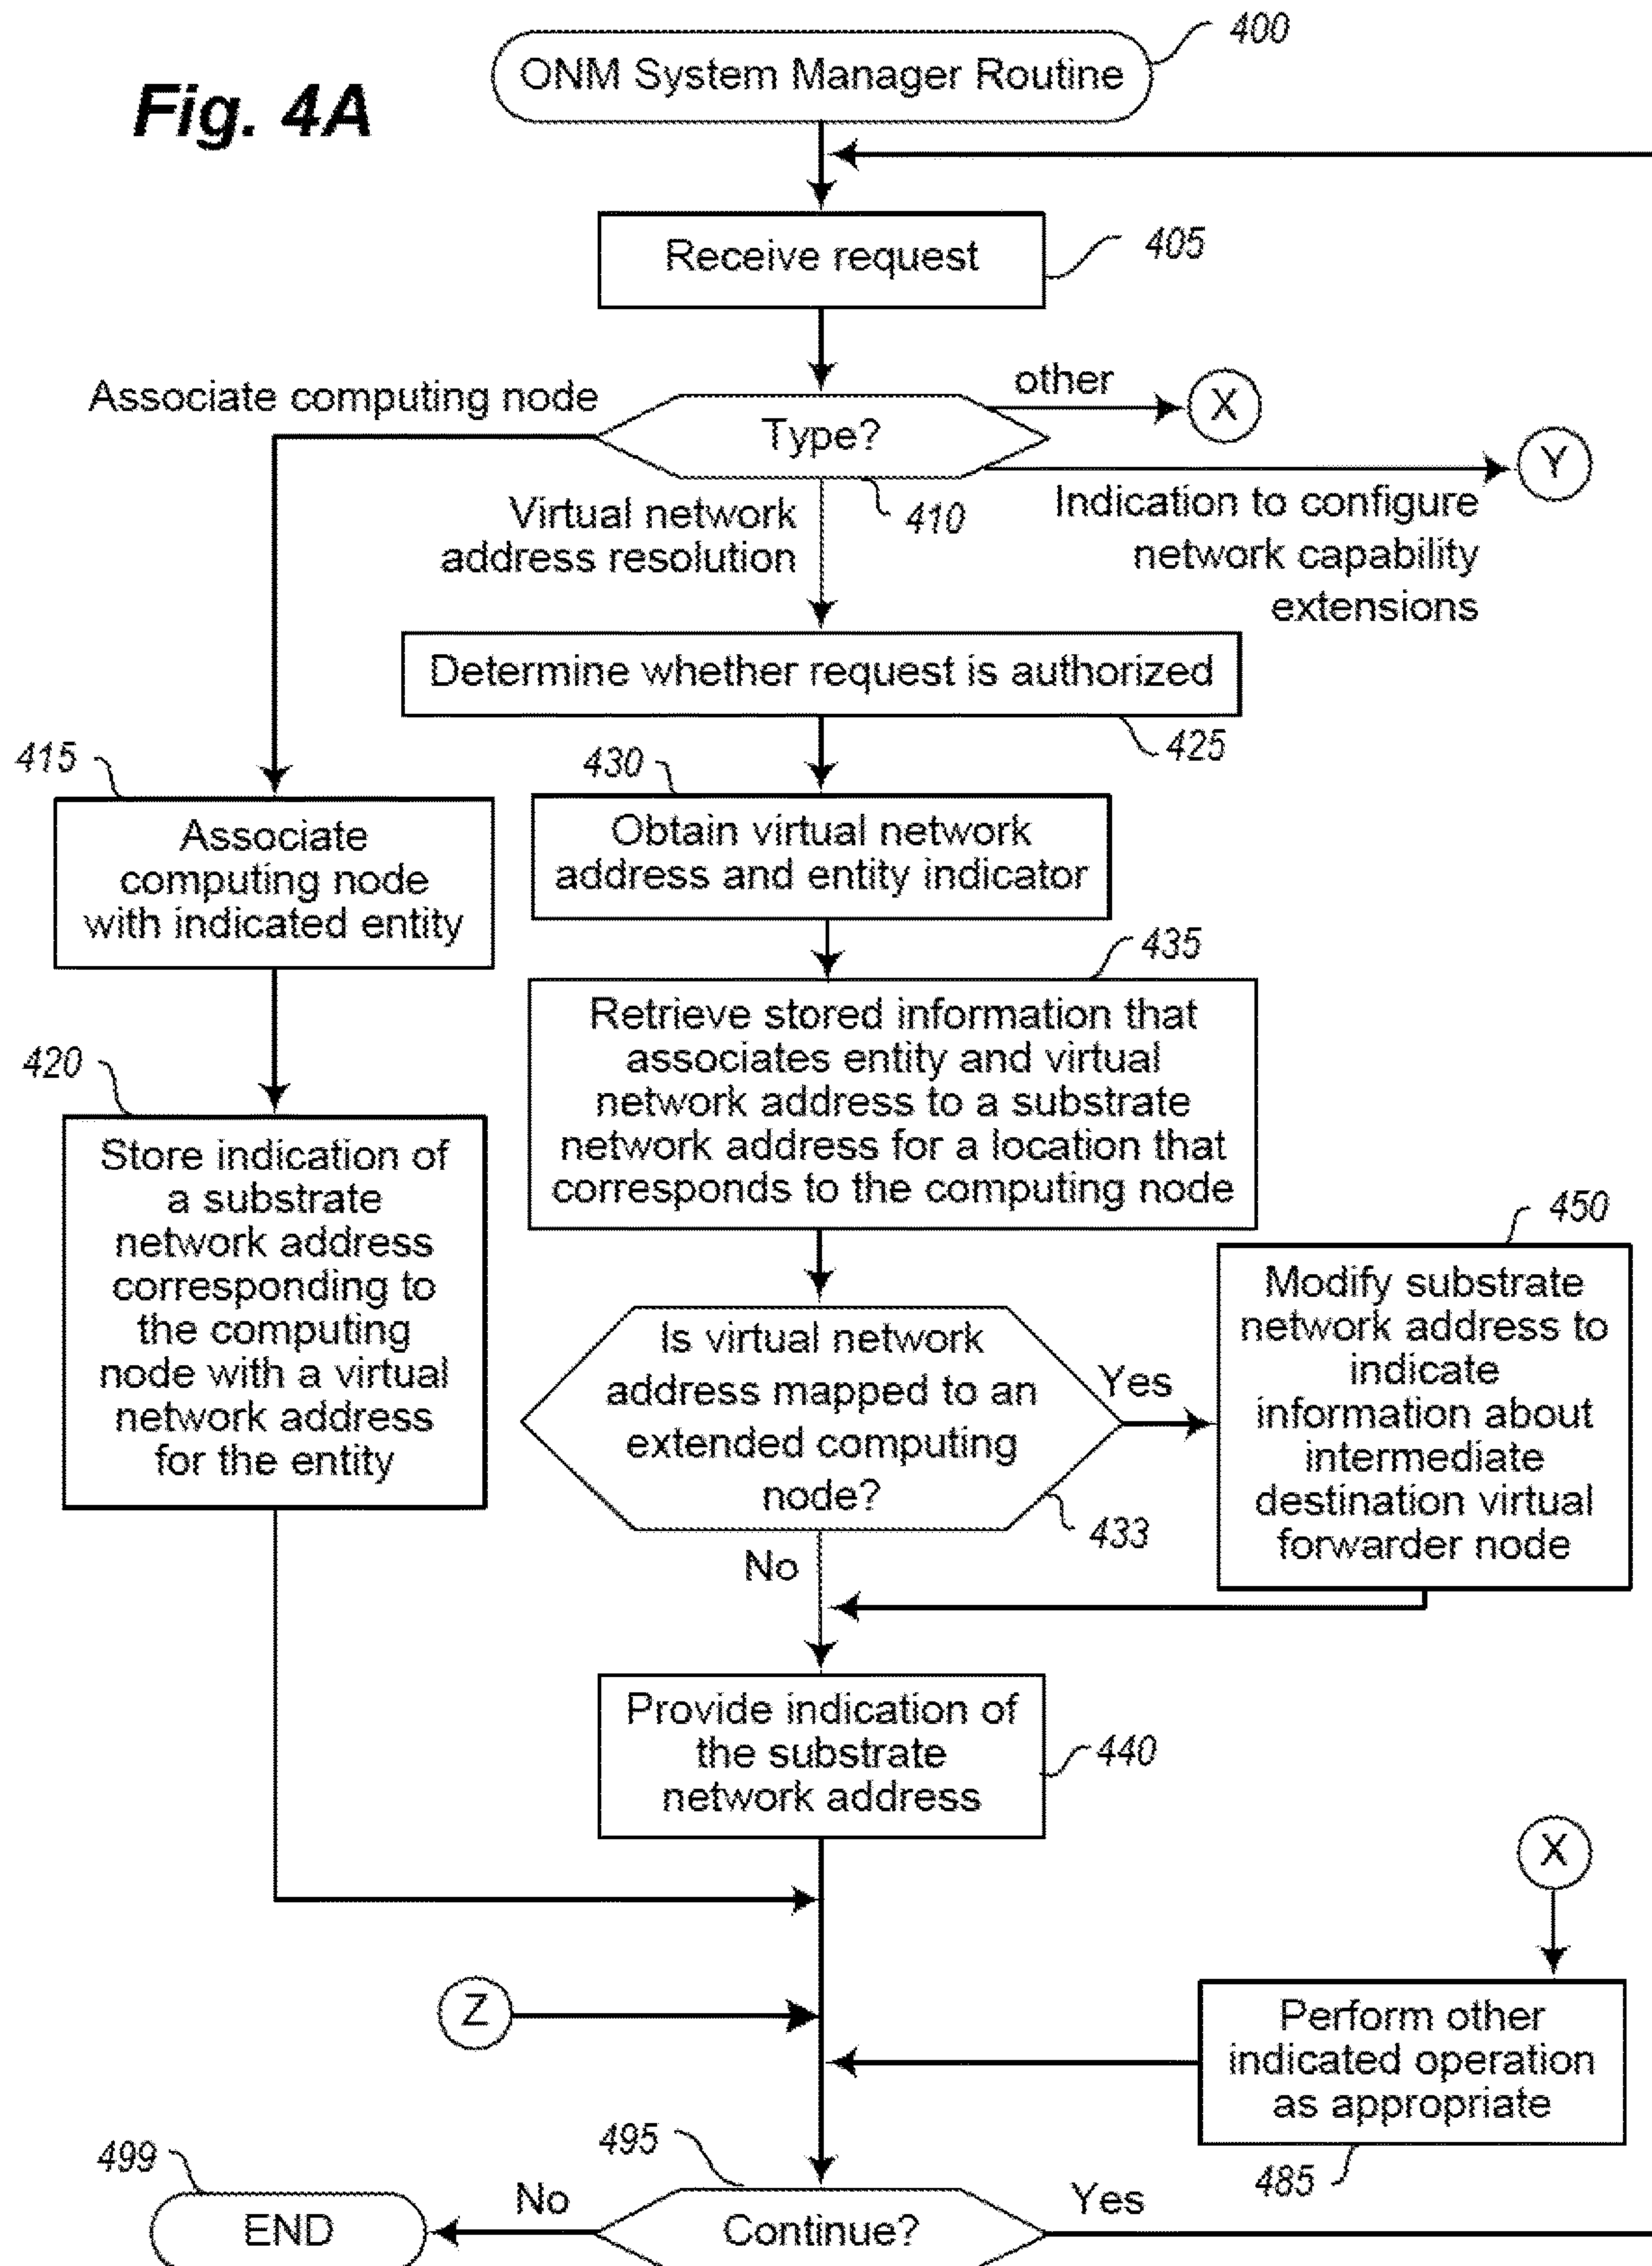 Fig. 4A
ONM System Manager Routine
400
Receive request
405
Associate computing node
Type?
410
other
X
Y
Indication to configure
network capability
extensions
Virtual network
address resolution
Determine whether request is authorized
425
415
Associate
computing node
with indicated entity
430
Obtain virtual network
address and entity indicator
435
Retrieve stored information that
associates entity and virtual
network address to a substrate
network address for a location that
corresponds to the computing node
420
Store indication of
a substrate
network address
corresponding to
the computing
node with a virtual
network address
for the entity
Is virtual network
address mapped to an
extended computing
node?
433
Yes
No
450
Modify substrate
network address to
indicate
information about
intermediate
destination virtual
forwarder node
Provide indication of
the substrate
network address
440
X
Z
Perform other
indicated operation
as appropriate
485
495
Continue?
Yes
No
499
END